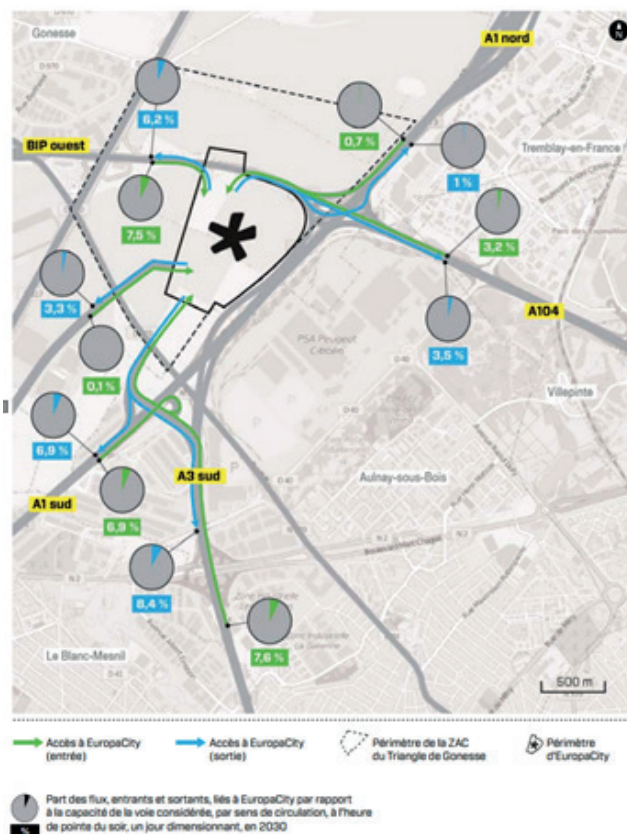 Gonesse
A1 nord
6,2 %
BIP ouest
0,7 %
Tremblay-en-France
1 %
7,5 %
3,2 %
3,3 %
A104
3,5 %
PSA Peugeot
Citroën
0,1 %
Villepinte
6,9 %
A3 sud
Aulnay-sous-Bois
A1 sud
6,9 %
8,4 %
7,6 %
Le Blanc-Mesnil
500 m
Accès à EuropaCity
(entrée)
Accès à EuropaCity
(sortie)
Périmètre de la ZAC
du Triangle de Gonesse
Périmètre
d'EuropaCity
Part des flux, entrants et sortants, liés à EuropaCity par rapport
à la capacité de la voie considérée, par sens de circulation, à l'heure
% de pointe du soir, un jour dimensionnant, en 2030